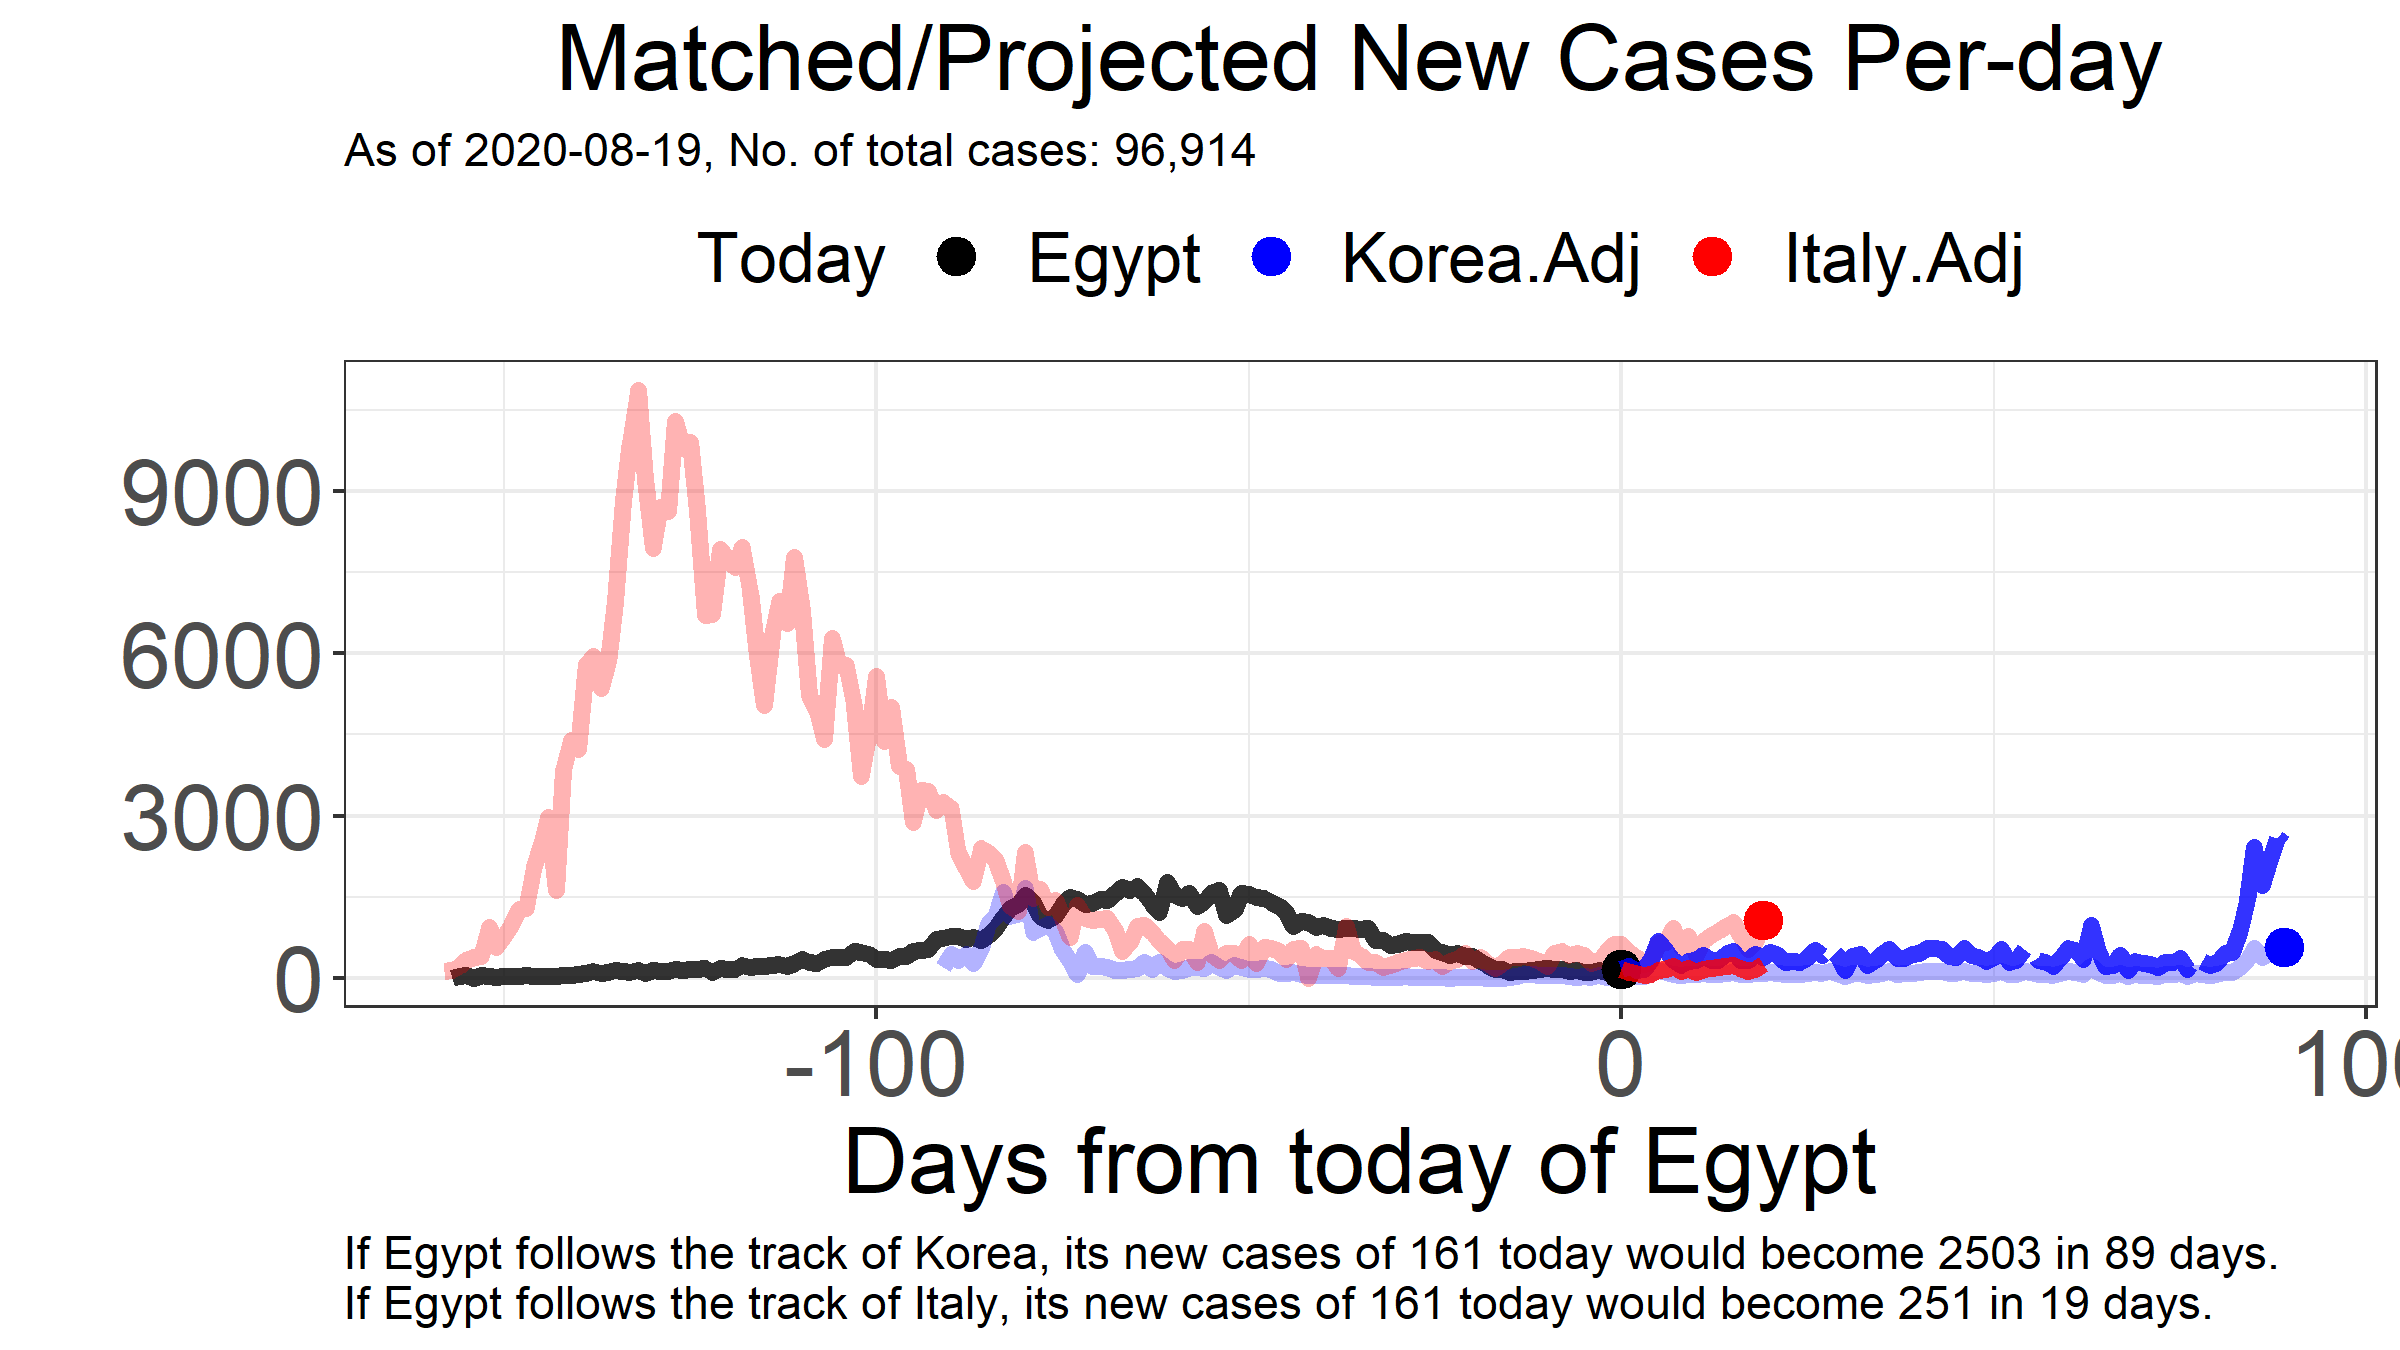 Matched/Projected New Cases Per-day
As of 2020-08-19, No. of total cases: 96,914
Today Egypt Korea.Adj Italy.Adj
9000
6000
3000
0
-100 0
Days from today of Egypt
If Egypt follows the track of Korea, its new cases of 161 today would become 2503 in 89 days.
If Egypt follows the track of Italy, its new cases of 161 today would become 251 in 19 days.